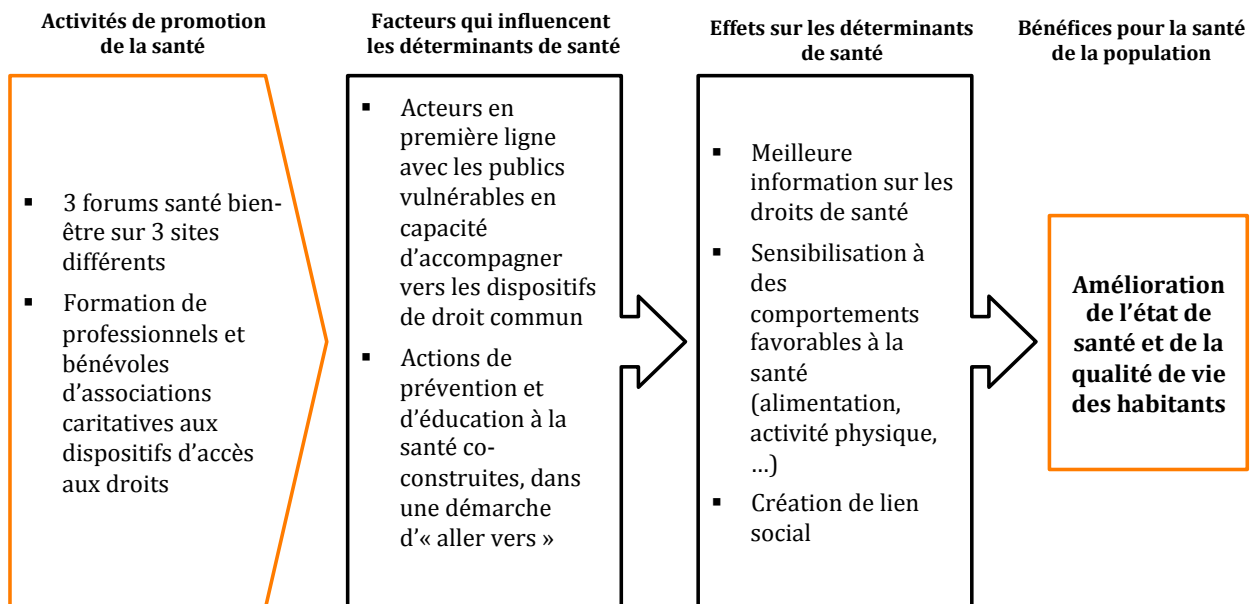 Activités de promotion
de la santé
Facteurs qui influencent
les déterminants de santé
Effets sur les déterminants
de santé
Bénéfices pour la santé
de la population
▪ 3 forums santé bien-
être sur 3 sites
différents
▪ Formation de
professionnels et
bénévoles
d’associations
caritatives aux
dispositifs d’accès
aux droits
▪ Acteurs en
première ligne
avec les publics
vulnérables en
capacité
d’accompagner
vers les dispositifs
de droit commun
▪ Actions de
prévention et
d’éducation à la
santé co-
construites, dans
une démarche
d’« aller vers »
▪ Meilleure
information sur les
droits de santé
▪ Sensibilisation à
des
comportements
favorables à la
santé
(alimentation,
activité physique,
…)
▪ Création de lien
social
Amélioration
de l’état de
santé et de la
qualité de vie
des habitants